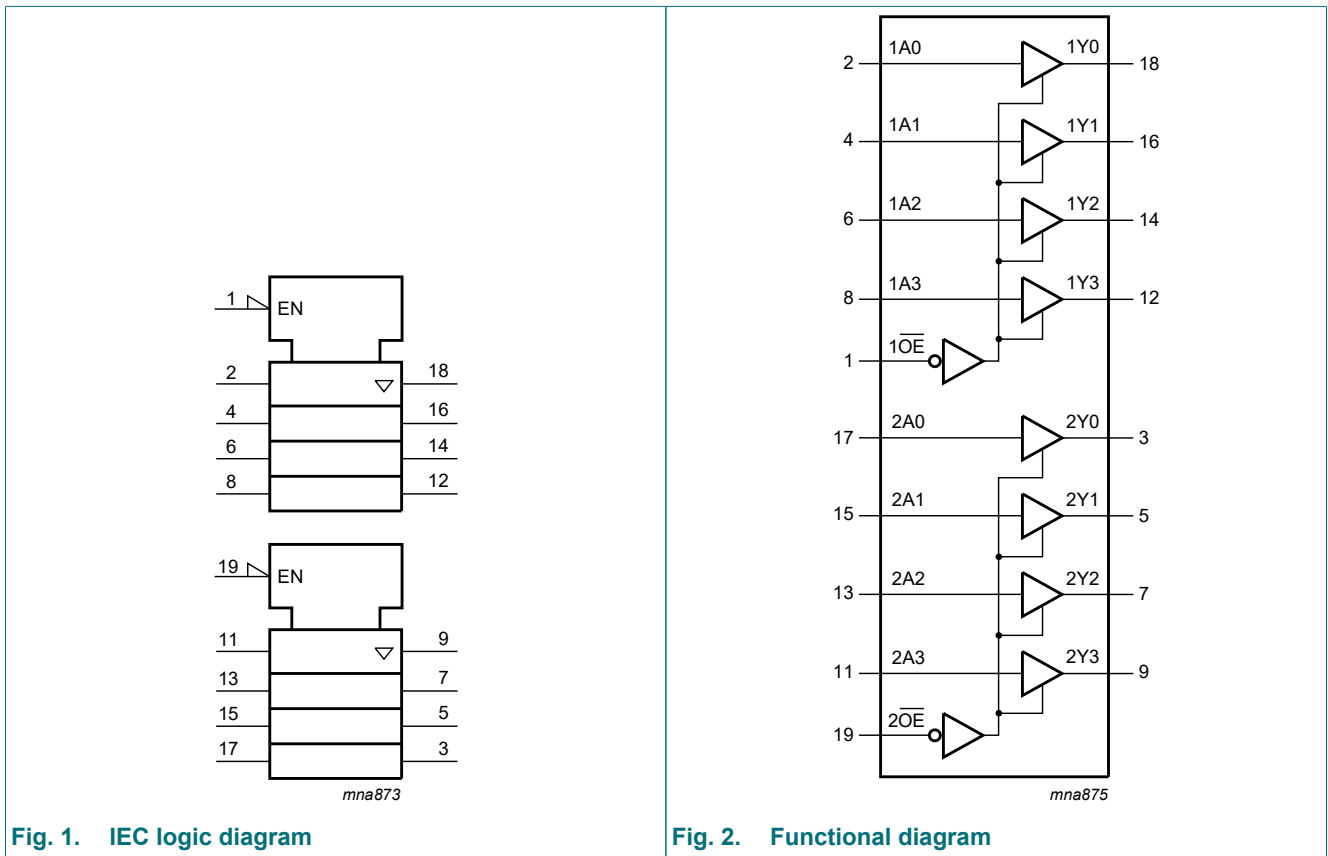 1 EN
2 18
4 16
6 14
8 12
19 EN
11 9
13 7
15 5
17 3
mna873
Fig. 1. IEC logic diagram
2 1A0 1Y0 18
4 1A1 1Y1 16
6 1A2 1Y2 14
8 1A3 1Y3 12
1 1O̅E̅
17 2A0 2Y0 3
15 2A1 2Y1 5
13 2A2 2Y2 7
11 2A3 2Y3 9
19 2O̅E̅
mna875
Fig. 2. Functional diagram